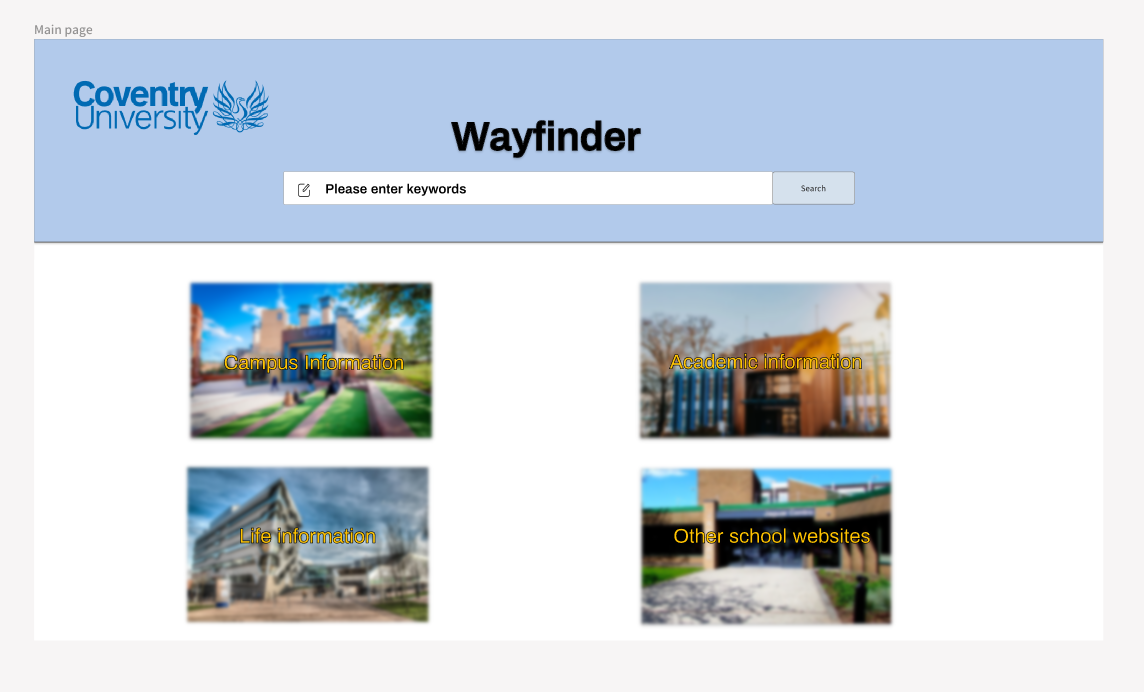 Main page
Coventry
University
Wayfinder
Please enter keywords
Search
Campus Information
Academic information
Life information
Other school websites